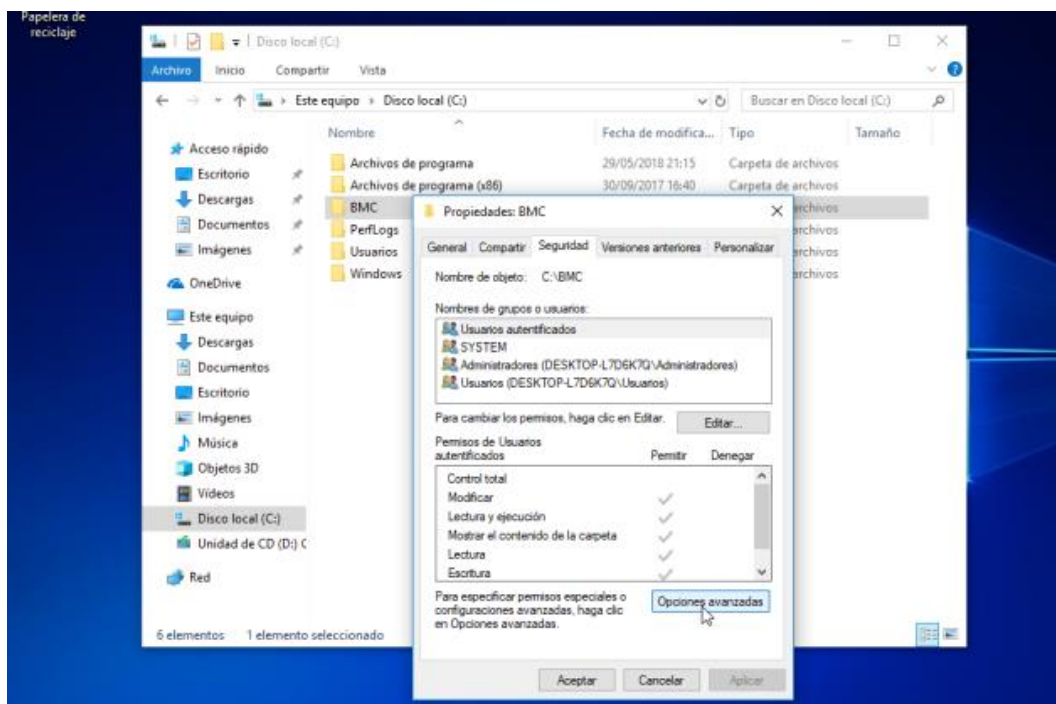 Papelera de
reciclaje
Disco local (C:)
Archivo Inicio Compartir Vista
Este equipo › Disco local (C:)
Buscar en Disco local (C:)
Nombre Fecha de modifica... Tipo Tamaño
Acceso rápido
Escritorio
Descargas
Documentos
Imágenes
OneDrive
Este equipo
Descargas
Documentos
Escritorio
Imágenes
Música
Objetos 3D
Vídeos
Disco local (C:)
Unidad de CD (D:) C
Red
Archivos de programa 29/05/2018 21:15 Carpeta de archivos
Archivos de programa (x86) 30/09/2017 16:40 Carpeta de archivos
BMC archivos
PerfLogs archivos
Usuarios archivos
Windows archivos
6 elementos 1 elemento seleccionado
Propiedades: BMC
General Compartir Seguridad Versiones anteriores Personalizar
Nombre de objeto: C:\BMC
Nombres de grupos o usuarios:
Usuarios autentificados
SYSTEM
Administradores (DESKTOP-L7D6K7Q\Administradores)
Usuarios (DESKTOP-L7D6K7Q\Usuarios)
Para cambiar los permisos, haga clic en Editar. Editar...
Permisos de Usuarios
autentificados Permitir Denegar
Control total
Modificar
Lectura y ejecución
Mostrar el contenido de la carpeta
Lectura
Escritura
Para especificar permisos especiales o
configuraciones avanzadas, haga clic
en Opciones avanzadas.
Opciones avanzadas
Aceptar Cancelar Aplicar